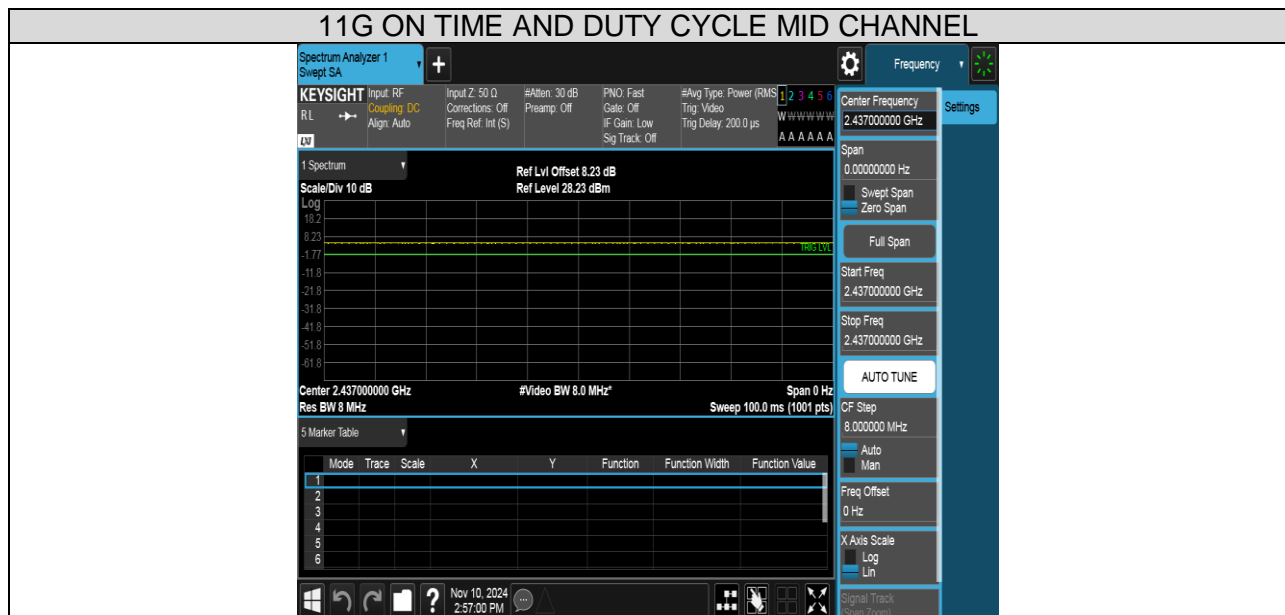 11G ON TIME AND DUTY CYCLE MID CHANNEL
Spectrum Analyzer 1
Swept SA
+
Frequency
KEYSIGHT
RL
LXI
Input: RF
Coupling: DC
Align: Auto
Input Z: 50 Ω
Corrections: Off
Freq Ref: Int (S)
#Atten: 30 dB
Preamp: Off
PNO: Fast
Gate: Off
IF Gain: Low
Sig Track: Off
#Avg Type: Power (RMS
Trig: Video
Trig Delay: 200.0 µs
1 2 3 4 5 6
W W W W W W
A A A A A A
1 Spectrum
Scale/Div 10 dB
Ref Lvl Offset 8.23 dB
Ref Level 28.23 dBm
Log
18.2
8.23
-1.77
-11.8
-21.8
-31.8
-41.8
-51.8
-61.8
TRIG LVL
Center 2.437000000 GHz
#Video BW 8.0 MHz*
Span 0 Hz
Res BW 8 MHz
Sweep 100.0 ms (1001 pts)
5 Marker Table
Mode Trace Scale X Y Function Function Width Function Value
1
2
3
4
5
6
?
Nov 10, 2024
2:57:00 PM
Center Frequency
2.437000000 GHz
Settings
Span
0.00000000 Hz
Swept Span
Zero Span
Full Span
Start Freq
2.437000000 GHz
Stop Freq
2.437000000 GHz
AUTO TUNE
CF Step
8.000000 MHz
Auto
Man
Freq Offset
0 Hz
X Axis Scale
Log
Lin
Signal Track
(Span Zoom)